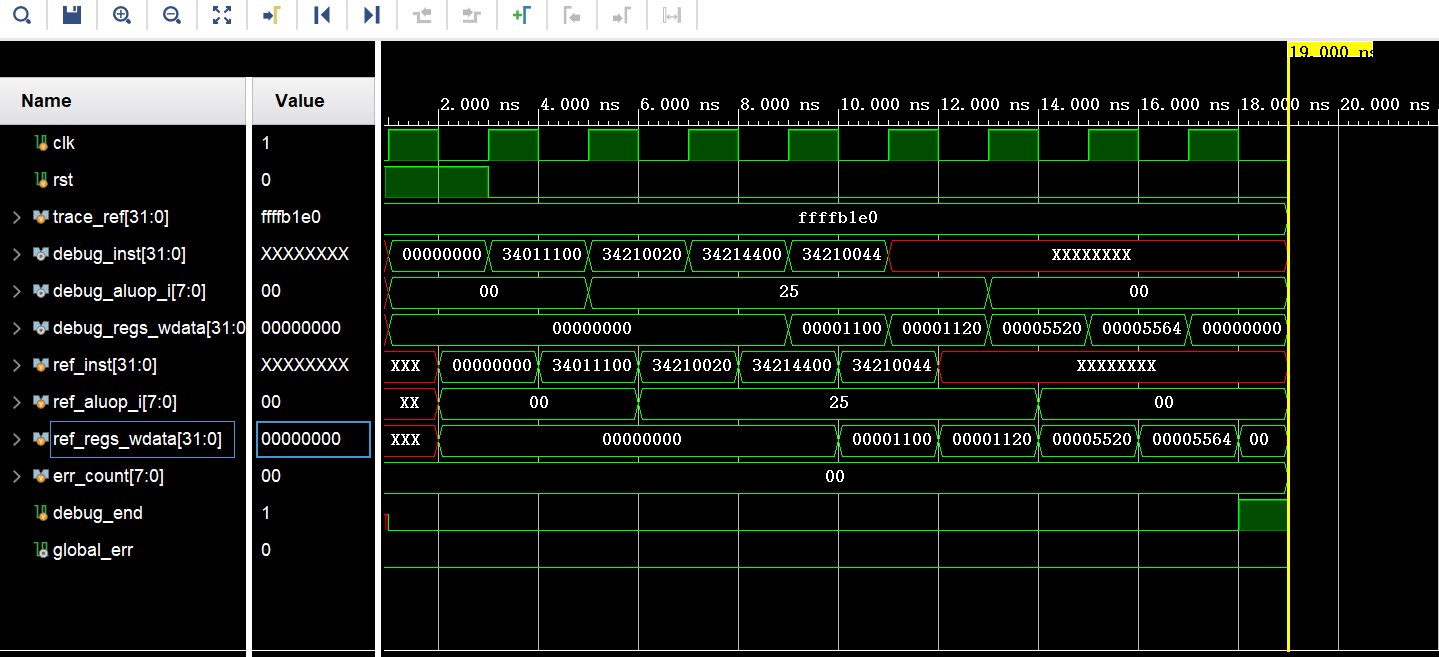 19.000 ns
Name Value
2.000 ns 4.000 ns 6.000 ns 8.000 ns 10.000 ns 12.000 ns 14.000 ns 16.000 ns 18.000 ns 20.000 ns
clk 1
rst 0
trace_ref[31:0] ffffb1e0 ffffb1e0
debug_inst[31:0] XXXXXXXX 00000000 34011100 34210020 34214400 34210044 XXXXXXXX
debug_aluop_i[7:0] 00 00 25 00
debug_regs_wdata[31:0 00000000 00000000 00001100 00001120 00005520 00005564 00000000
ref_inst[31:0] XXXXXXXX XXX 00000000 34011100 34210020 34214400 34210044 XXXXXXXX
ref_aluop_i[7:0] 00 XX 00 25 00
ref_regs_wdata[31:0] 00000000 XXX 00000000 00001100 00001120 00005520 00005564 00
err_count[7:0] 00 00
debug_end 1
global_err 0